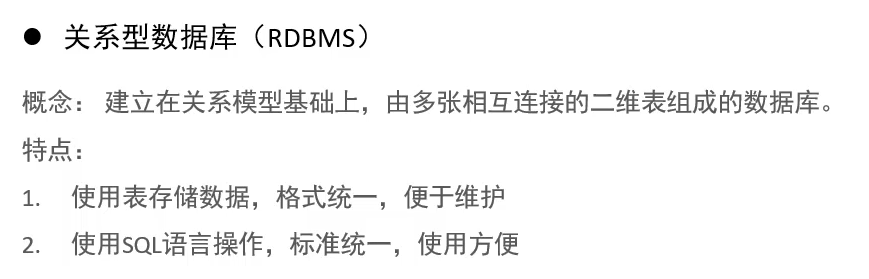 ● 关系型数据库（RDBMS）
概念： 建立在关系模型基础上，由多张相互连接的二维表组成的数据库。
特点：
1. 使用表存储数据，格式统一，便于维护
2. 使用SQL语言操作，标准统一，使用方便